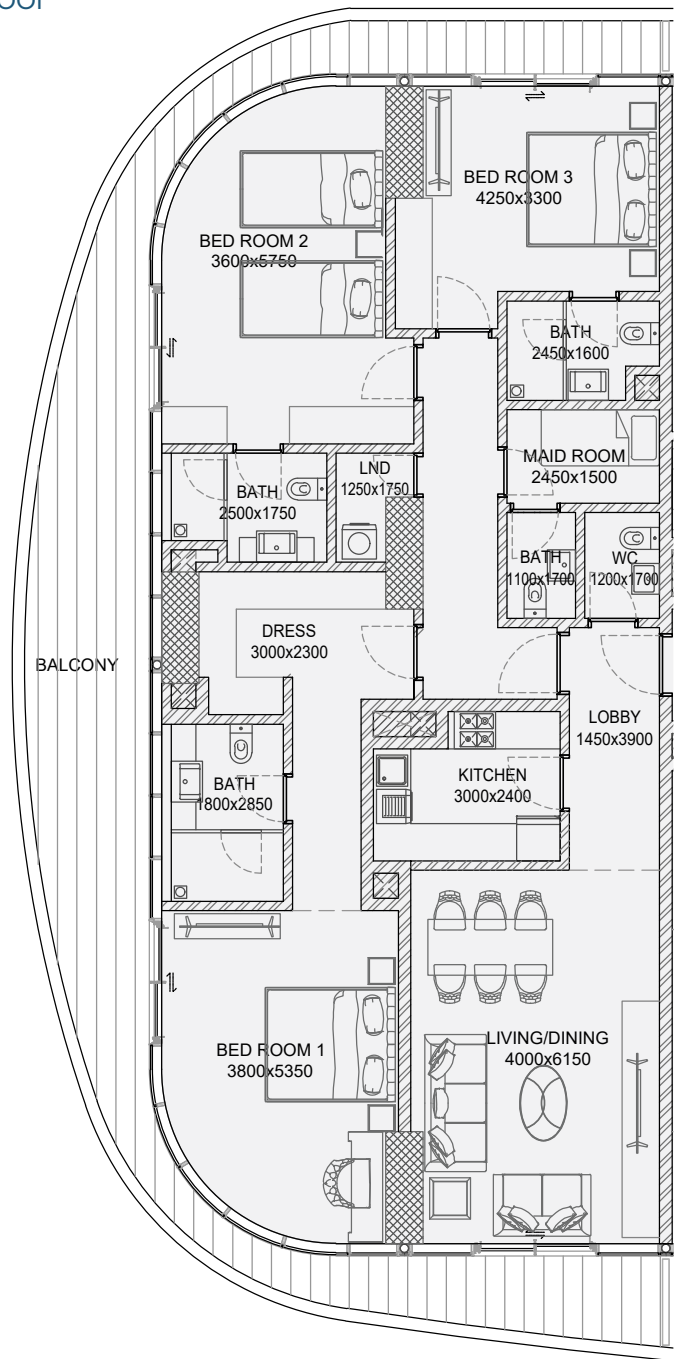 BED ROOM 3
4250x3300
BED ROOM 2
3600x5750
BATH
2450x1600
MAID ROOM
2450x1500
LND
1250x1750
BATH
2500x1750
BATH
1100x1700
WC
1200x1700
DRESS
3000x2300
BALCONY
LOBBY
1450x3900
KITCHEN
3000x2400
BATH
1800x2850
LIVING/DINING
4000x6150
BED ROOM 1
3800x5350